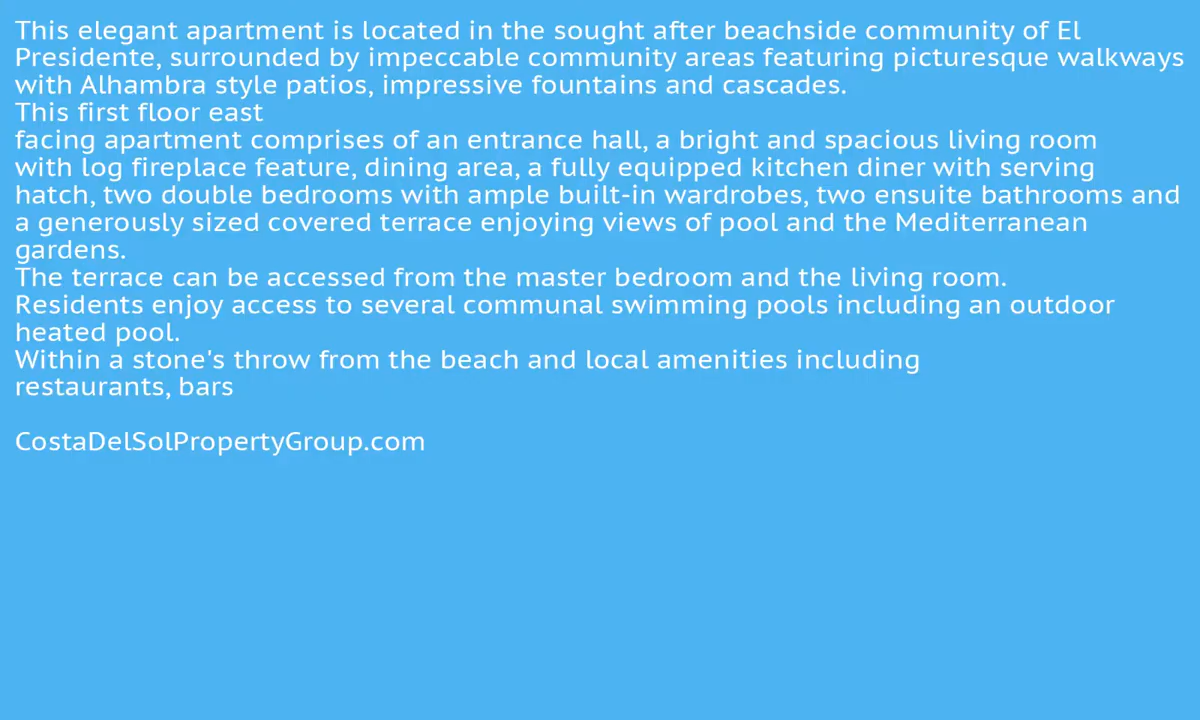 This elegant apartment is located in the sought after beachside community of El
Presidente, surrounded by impeccable community areas featuring picturesque walkways
with Alhambra style patios, impressive fountains and cascades.
This first floor east
facing apartment comprises of an entrance hall, a bright and spacious living room
with log fireplace feature, dining area, a fully equipped kitchen diner with serving
hatch, two double bedrooms with ample built-in wardrobes, two ensuite bathrooms and
a generously sized covered terrace enjoying views of pool and the Mediterranean
gardens.
The terrace can be accessed from the master bedroom and the living room.
Residents enjoy access to several communal swimming pools including an outdoor
heated pool.
Within a stone's throw from the beach and local amenities including
restaurants, bars
CostaDelSolPropertyGroup.com